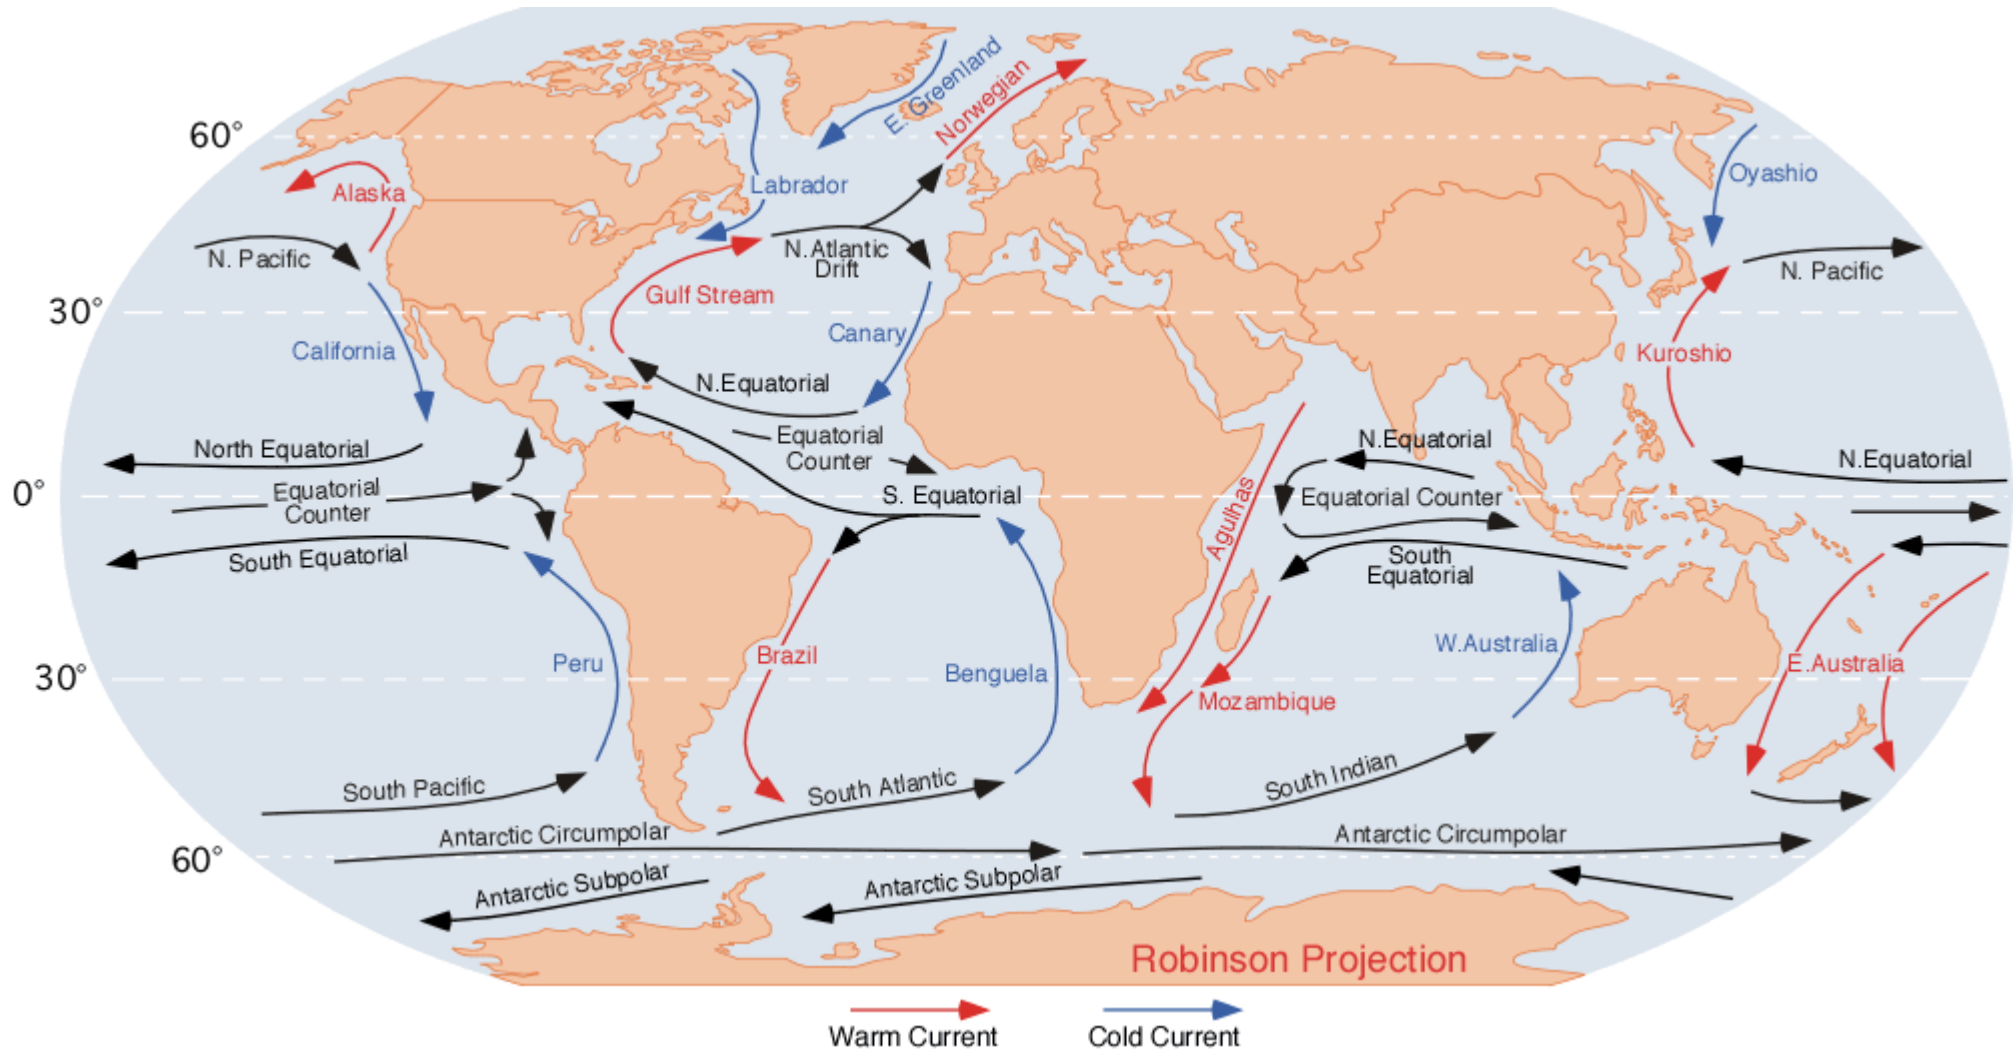 E. Greenland
Norwegian
60°
Labrador
Oyashio
Alaska
N. Pacific
N.Atlantic
Drift
N. Pacific
30°
Gulf Stream
Canary
California
Kuroshio
N.Equatorial
North Equatorial
Equatorial
Counter
N.Equatorial
N.Equatorial
0°
Equatorial
Counter
S. Equatorial
Equatorial Counter
Agulhas
South Equatorial
South
Equatorial
Peru
Brazil
Benguela
W.Australia
E.Australia
30°
Mozambique
South Pacific
South Atlantic
South Indian
Antarctic Circumpolar
Antarctic Circumpolar
60°
Antarctic Subpolar
Antarctic Subpolar
Robinson Projection
Warm Current
Cold Current